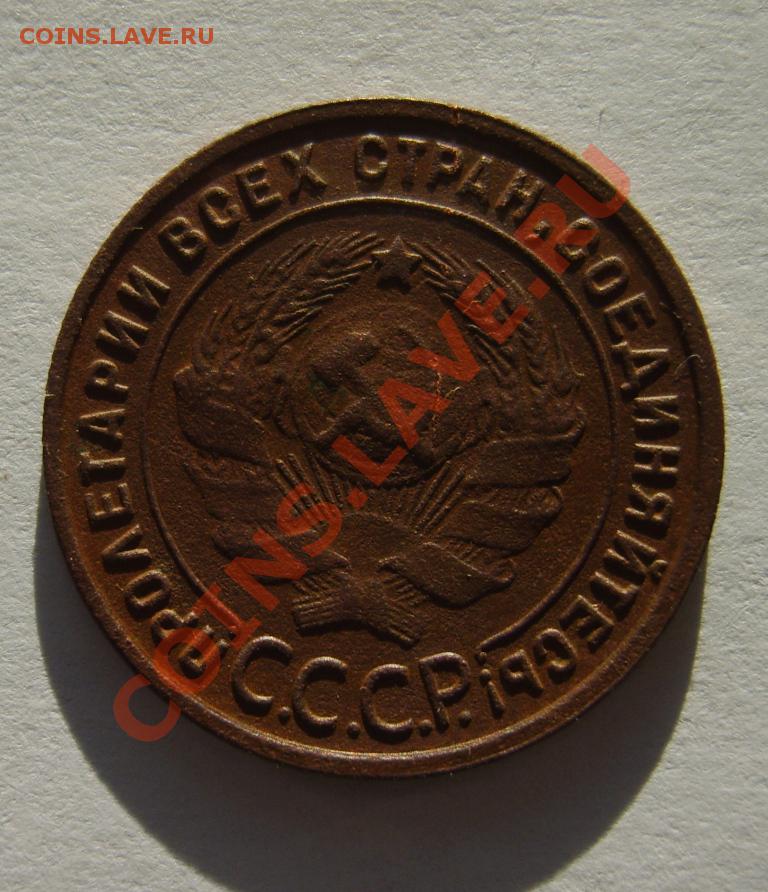 COINS.LAVE.RU
ПРОЛЕТАРИИ ВСЕХ СТРАН, СОЕДИНЯЙТЕСЬ!
С.С.С.Р.
COINS.LAVE.RU